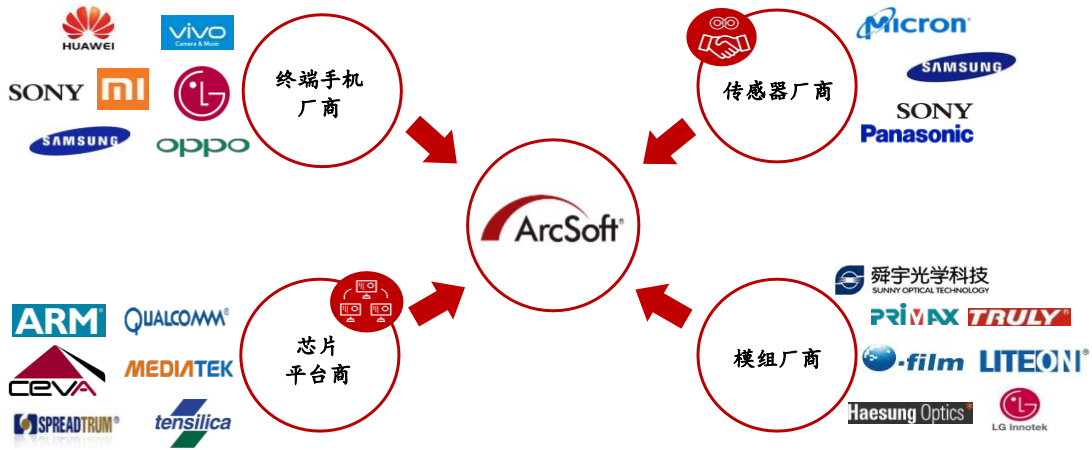 HUAWEI
vivo
Camera & Music
SONY
mi
LG
SAMSUNG
oppo
终端手机
厂商
传感器厂商
Micron
SAMSUNG
SONY
Panasonic
ArcSoft®
ARM®
QUALCOMM®
CEVA
MEDIATEK
SPREADTRUM®
tensilica
芯片
平台商
模组厂商
舜宇光学科技
SUNNY OPTICAL TECHNOLOGY
PRIMAX
TRULY®
O-film
LITEON®
Haesung Optics
LG
LG Innotek